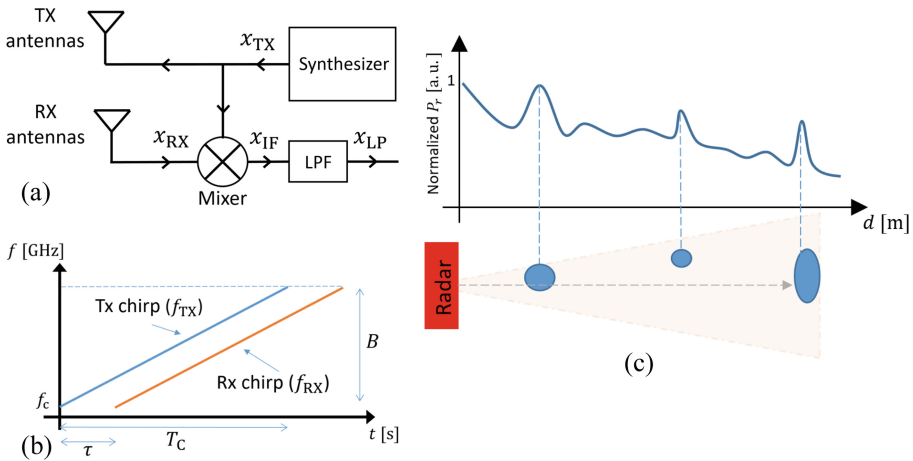 TX
antennas
x_TX
Synthesizer
RX
antennas
x_RX
x_IF
x_LP
LPF
Mixer
(a)
f [GHz]
Tx chirp (f_TX)
Rx chirp (f_RX)
B
f_c
t [s]
T_C
τ
(b)
Normalized P_r [a. u.]
1
d [m]
Radar
(c)